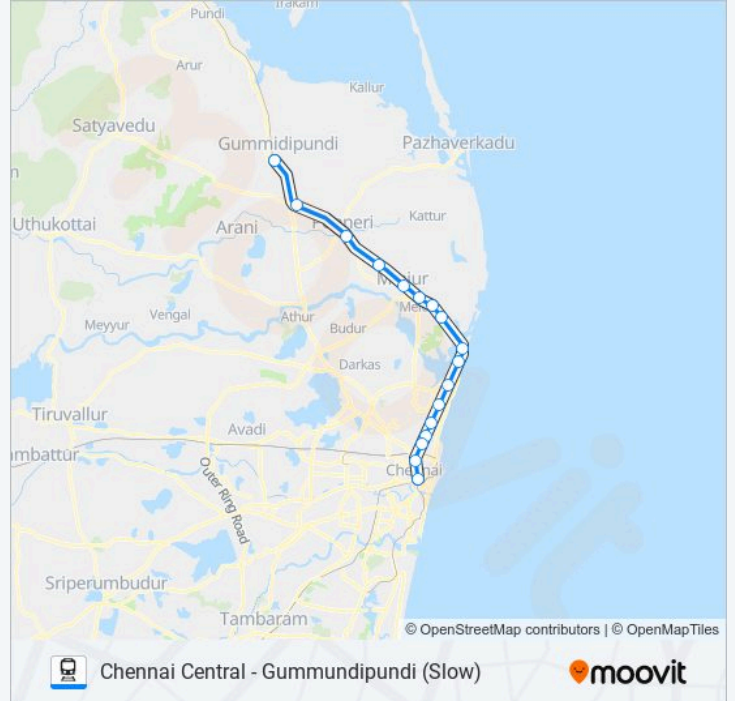 Irakam
Pundi
Arur
Kallur
Satyavedu
Gummidipundi
Pazhaverkadu
Uthukottai
Arani
Kattur
Vengal
Athur
Meyyur
Budur
Darkas
Tiruvallur
Avadi
Chennai
Outer Ring Road
Sriperumbudur
Tambaram
© OpenStreetMap contributors | © OpenMapTiles
Chennai Central - Gummundipundi (Slow)
moovit